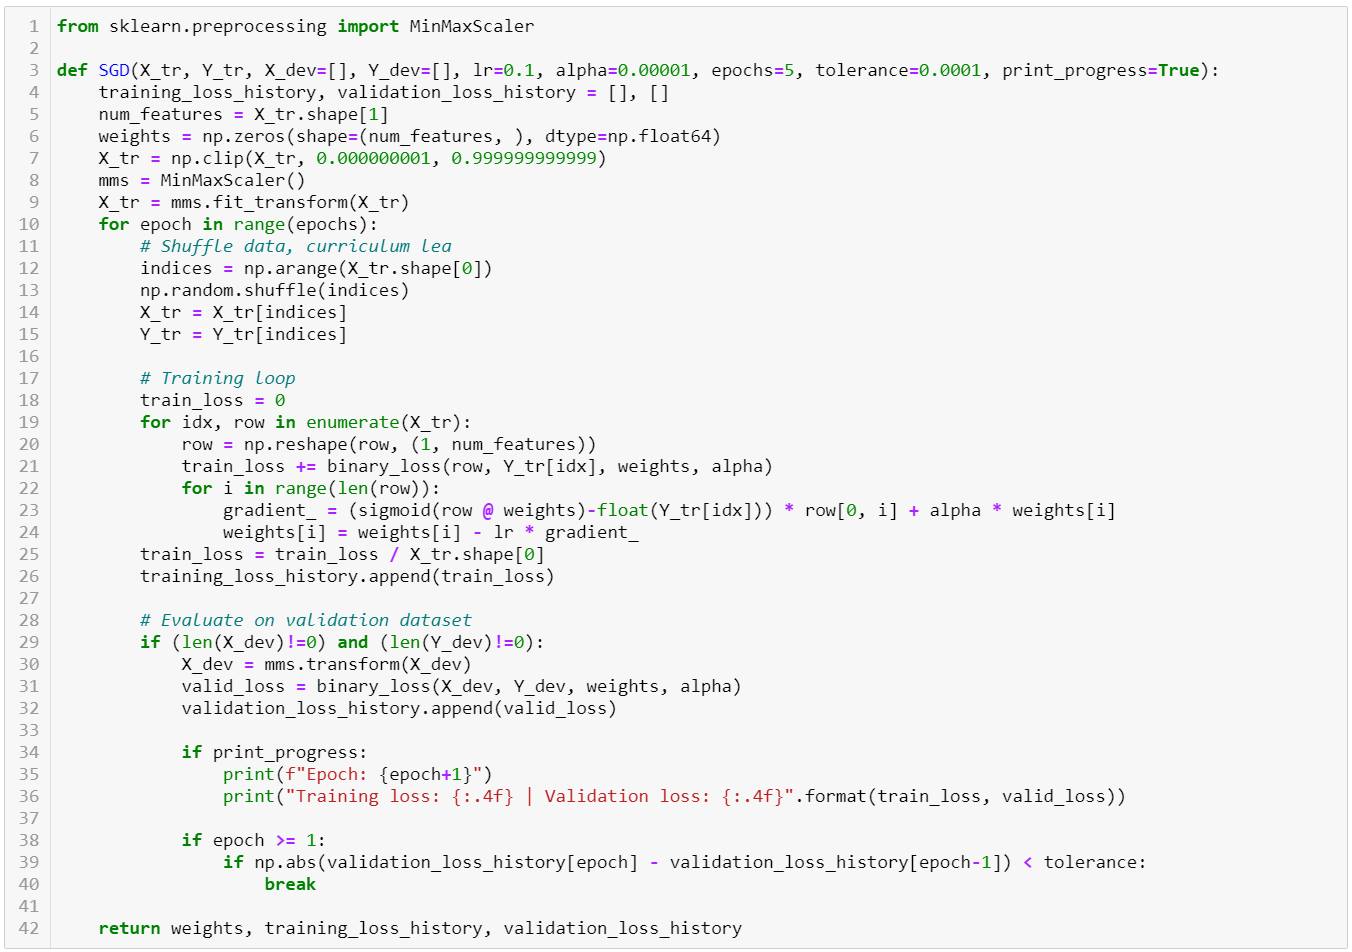 1 from sklearn.preprocessing import MinMaxScaler
2
3 def SGD(X_tr, Y_tr, X_dev=[], Y_dev=[], lr=0.1, alpha=0.00001, epochs=5, tolerance=0.0001, print_progress=True):
4     training_loss_history, validation_loss_history = [], []
5     num_features = X_tr.shape[1]
6     weights = np.zeros(shape=(num_features, ), dtype=np.float64)
7     X_tr = np.clip(X_tr, 0.000000001, 0.999999999999)
8     mms = MinMaxScaler()
9     X_tr = mms.fit_transform(X_tr)
10     for epoch in range(epochs):
11         # Shuffle data, curriculum lea
12         indices = np.arange(X_tr.shape[0])
13         np.random.shuffle(indices)
14         X_tr = X_tr[indices]
15         Y_tr = Y_tr[indices]
16
17         # Training loop
18         train_loss = 0
19         for idx, row in enumerate(X_tr):
20             row = np.reshape(row, (1, num_features))
21             train_loss += binary_loss(row, Y_tr[idx], weights, alpha)
22             for i in range(len(row)):
23                 gradient_ = (sigmoid(row @ weights)-float(Y_tr[idx])) * row[0, i] + alpha * weights[i]
24                 weights[i] = weights[i] - lr * gradient_
25         train_loss = train_loss / X_tr.shape[0]
26         training_loss_history.append(train_loss)
27
28         # Evaluate on validation dataset
29         if (len(X_dev)!=0) and (len(Y_dev)!=0):
30             X_dev = mms.transform(X_dev)
31             valid_loss = binary_loss(X_dev, Y_dev, weights, alpha)
32             validation_loss_history.append(valid_loss)
33
34             if print_progress:
35                 print(f"Epoch: {epoch+1}")
36                 print("Training loss: {:.4f} | Validation loss: {:.4f}".format(train_loss, valid_loss))
37
38             if epoch >= 1:
39                 if np.abs(validation_loss_history[epoch] - validation_loss_history[epoch-1]) < tolerance:
40                     break
41
42     return weights, training_loss_history, validation_loss_history